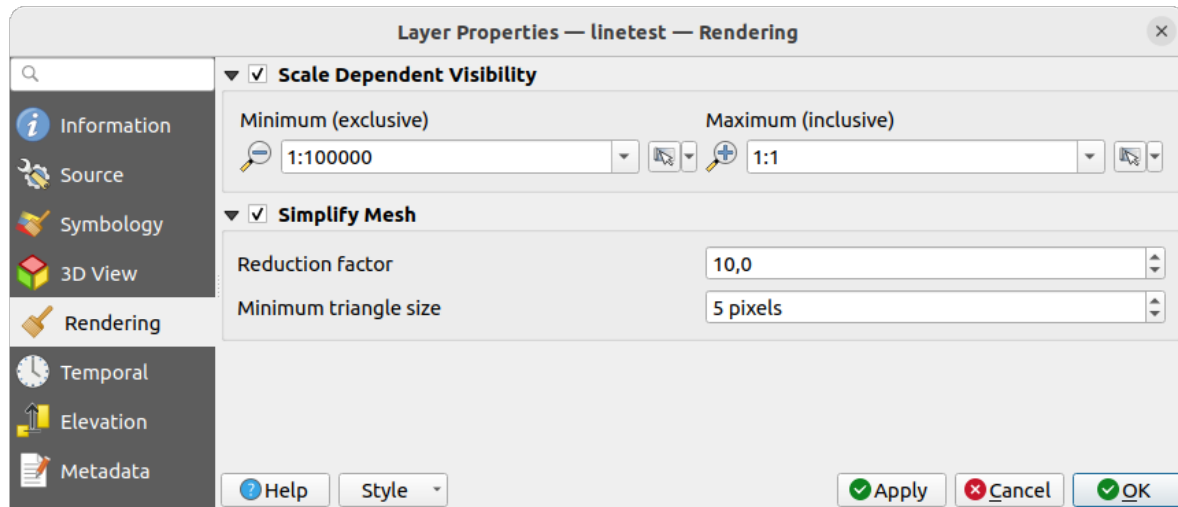 Layer Properties — linetest — Rendering
Information
Source
Symbology
3D View
Rendering
Temporal
Elevation
Metadata
Scale Dependent Visibility
Minimum (exclusive) Maximum (inclusive)
1:100000 1:1
Simplify Mesh
Reduction factor 10,0
Minimum triangle size 5 pixels
Help Style Apply Cancel OK